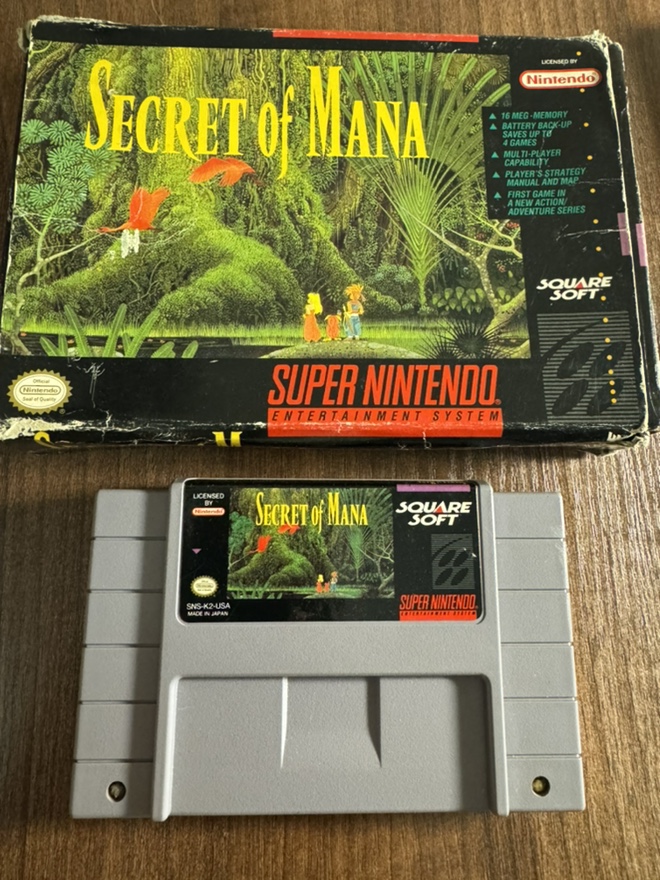 SECRET of MANA
LICENSED BY
Nintendo
16 MEG-MEMORY
BATTERY BACK-UP
SAVES UP TO
4 GAMES
MULTI-PLAYER
CAPABILITY
PLAYER'S STRATEGY
MANUAL AND MAP
FIRST GAME IN
A NEW ACTION/
ADVENTURE SERIES
SQUARE
SOFT
Official
Nintendo
Seal of Quality
SUPER NINTENDO
ENTERTAINMENT SYSTEM
LICENSED
BY
Nintendo
SECRET of MANA
SQUARE
SOFT
SNS-K2-USA
MADE IN JAPAN
SUPER NINTENDO
ENTERTAINMENT SYSTEM